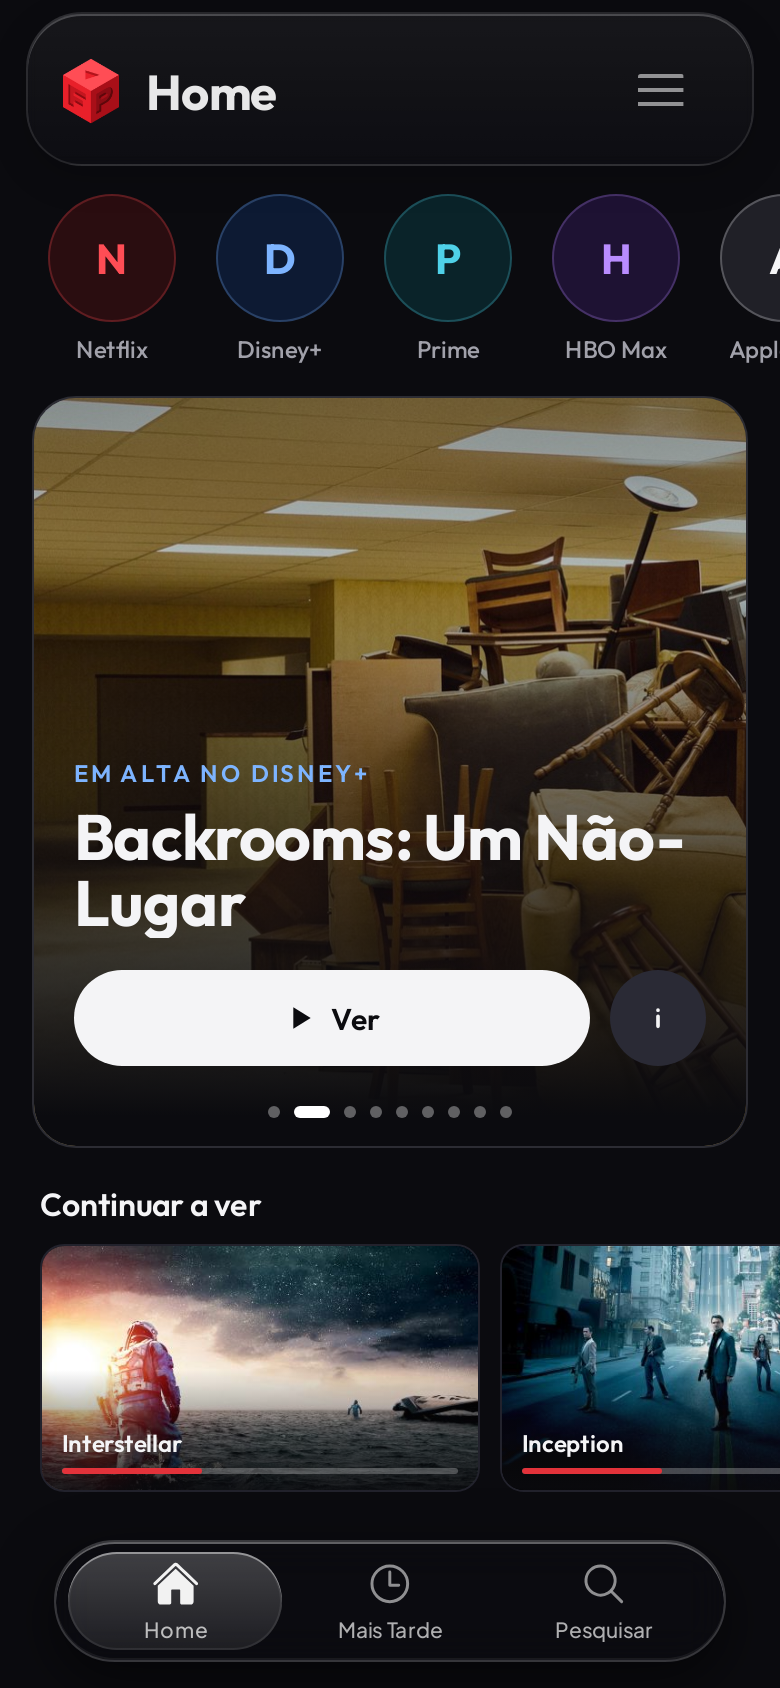 Home
N
D
P
H
Netflix
Disney+
Prime
HBO Max
EM ALTA NO DISNEY+
Backrooms: Um Não-
Lugar
Ver
i
Continuar a ver
Interstellar
Inception
Home
Mais Tarde
Pesquisar